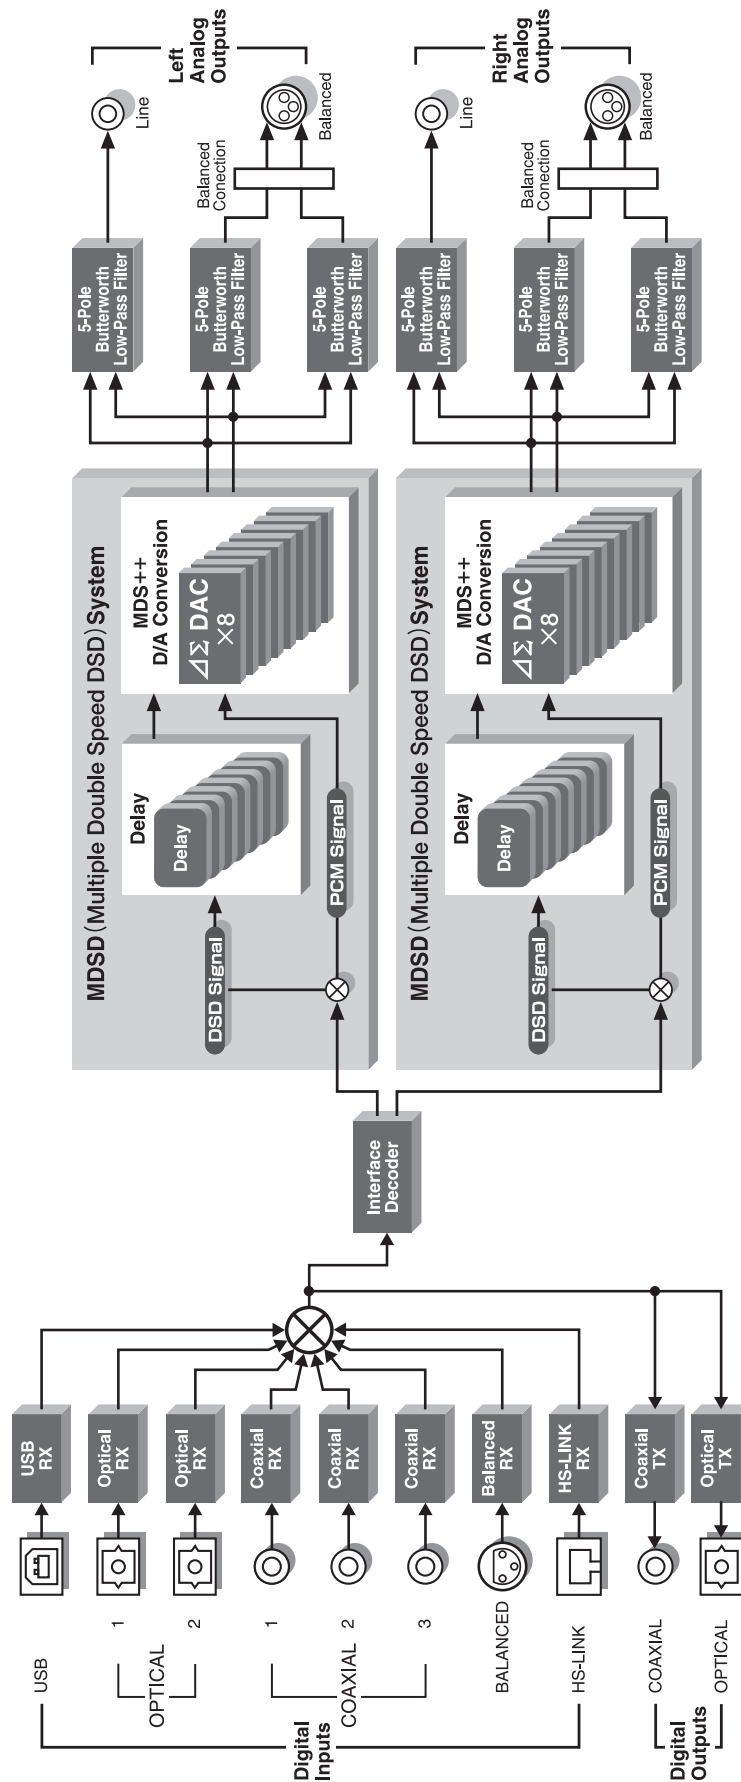 Digital
Inputs
USB
OPTICAL
1
2
COAXIAL
1
2
3
BALANCED
HS-LINK
Digital
Outputs
COAXIAL
OPTICAL
USB
RX
Optical
RX
Optical
RX
Coaxial
RX
Coaxial
RX
Coaxial
RX
Balanced
RX
HS-LINK
RX
Coaxial
TX
Optical
TX
Interface
Decoder
MDSD (Multiple Double Speed DSD) System
DSD Signal
PCM Signal
Delay
Delay
MDS++
D/A Conversion
ΔΣ DAC
×8
5-Pole
Butterworth
Low-Pass Filter
5-Pole
Butterworth
Low-Pass Filter
5-Pole
Butterworth
Low-Pass Filter
Balanced
Conection
Line
Balanced
Left
Analog
Outputs
MDSD (Multiple Double Speed DSD) System
DSD Signal
PCM Signal
Delay
Delay
MDS++
D/A Conversion
ΔΣ DAC
×8
5-Pole
Butterworth
Low-Pass Filter
5-Pole
Butterworth
Low-Pass Filter
5-Pole
Butterworth
Low-Pass Filter
Balanced
Conection
Line
Balanced
Right
Analog
Outputs